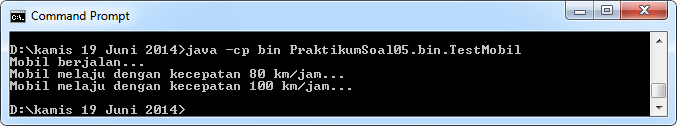 Command Prompt
D:\kamis 19 Juni 2014>java -cp bin PraktikumSoal05.bin.TestMobil
Mobil berjalan...
Mobil melaju dengan kecepatan 80 km/jam...
Mobil melaju dengan kecepatan 100 km/jam...
D:\kamis 19 Juni 2014>